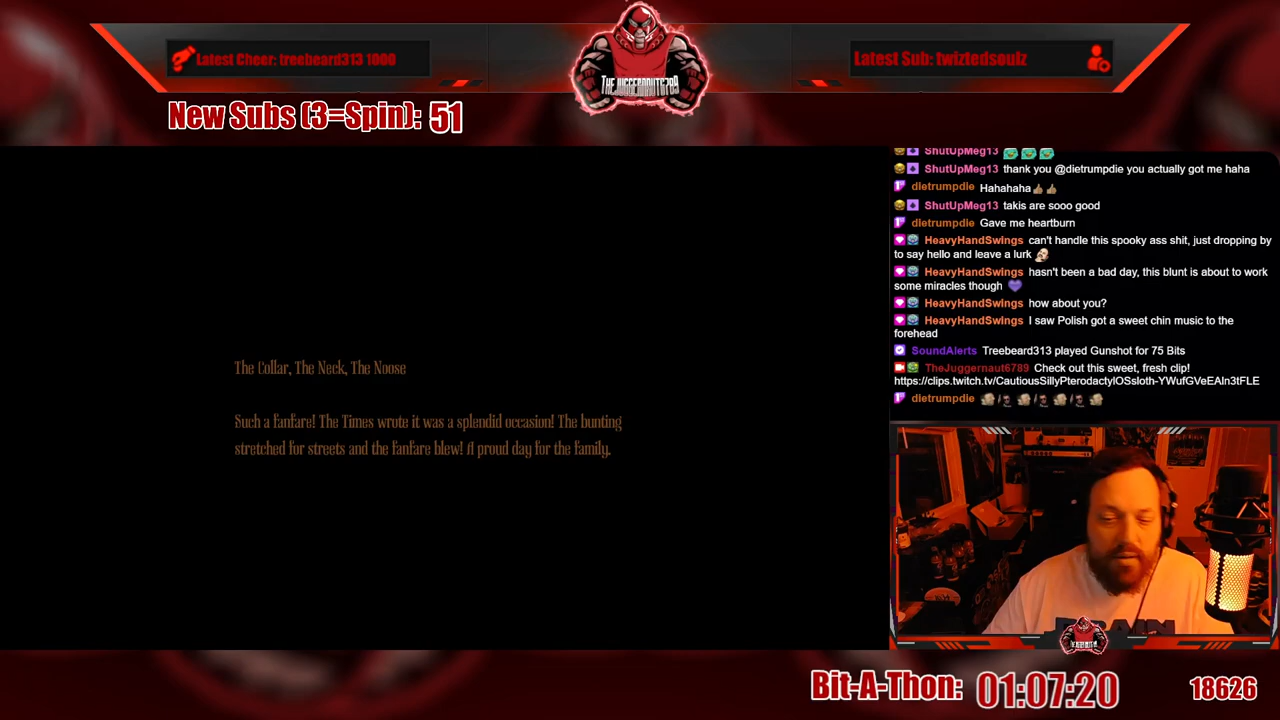 Latest Cheer: treebeard313 1000
THEJUGGERNAUT6789
Latest Sub: twiztedsoulz
New Subs (3=Spin): 51
The Collar, The Neck, The Noose
Such a fanfare! The Times wrote it was a splendid occasion! The bunting
stretched for streets and the fanfare blew! A proud day for the family.
ShutUpMeg13
ShutUpMeg13 thank you @dietrumpdie you actually got me haha
dietrumpdie Hahahaha
ShutUpMeg13 takis are sooo good
dietrumpdie Gave me heartburn
HeavyHandSwings can't handle this spooky ass shit, just dropping by
to say hello and leave a lurk
HeavyHandSwings hasn't been a bad day, this blunt is about to work
some miracles though
HeavyHandSwings how about you?
HeavyHandSwings I saw Polish got a sweet chin music to the
forehead
SoundAlerts Treebeard313 played Gunshot for 75 Bits
TheJuggernaut6789 Check out this sweet, fresh clip!
https://clips.twitch.tv/CautiousSillyPterodactylOSsloth-YWufGVeEAIn3tFLE
dietrumpdie
Bit-A-Thon: 01:07:20 18626